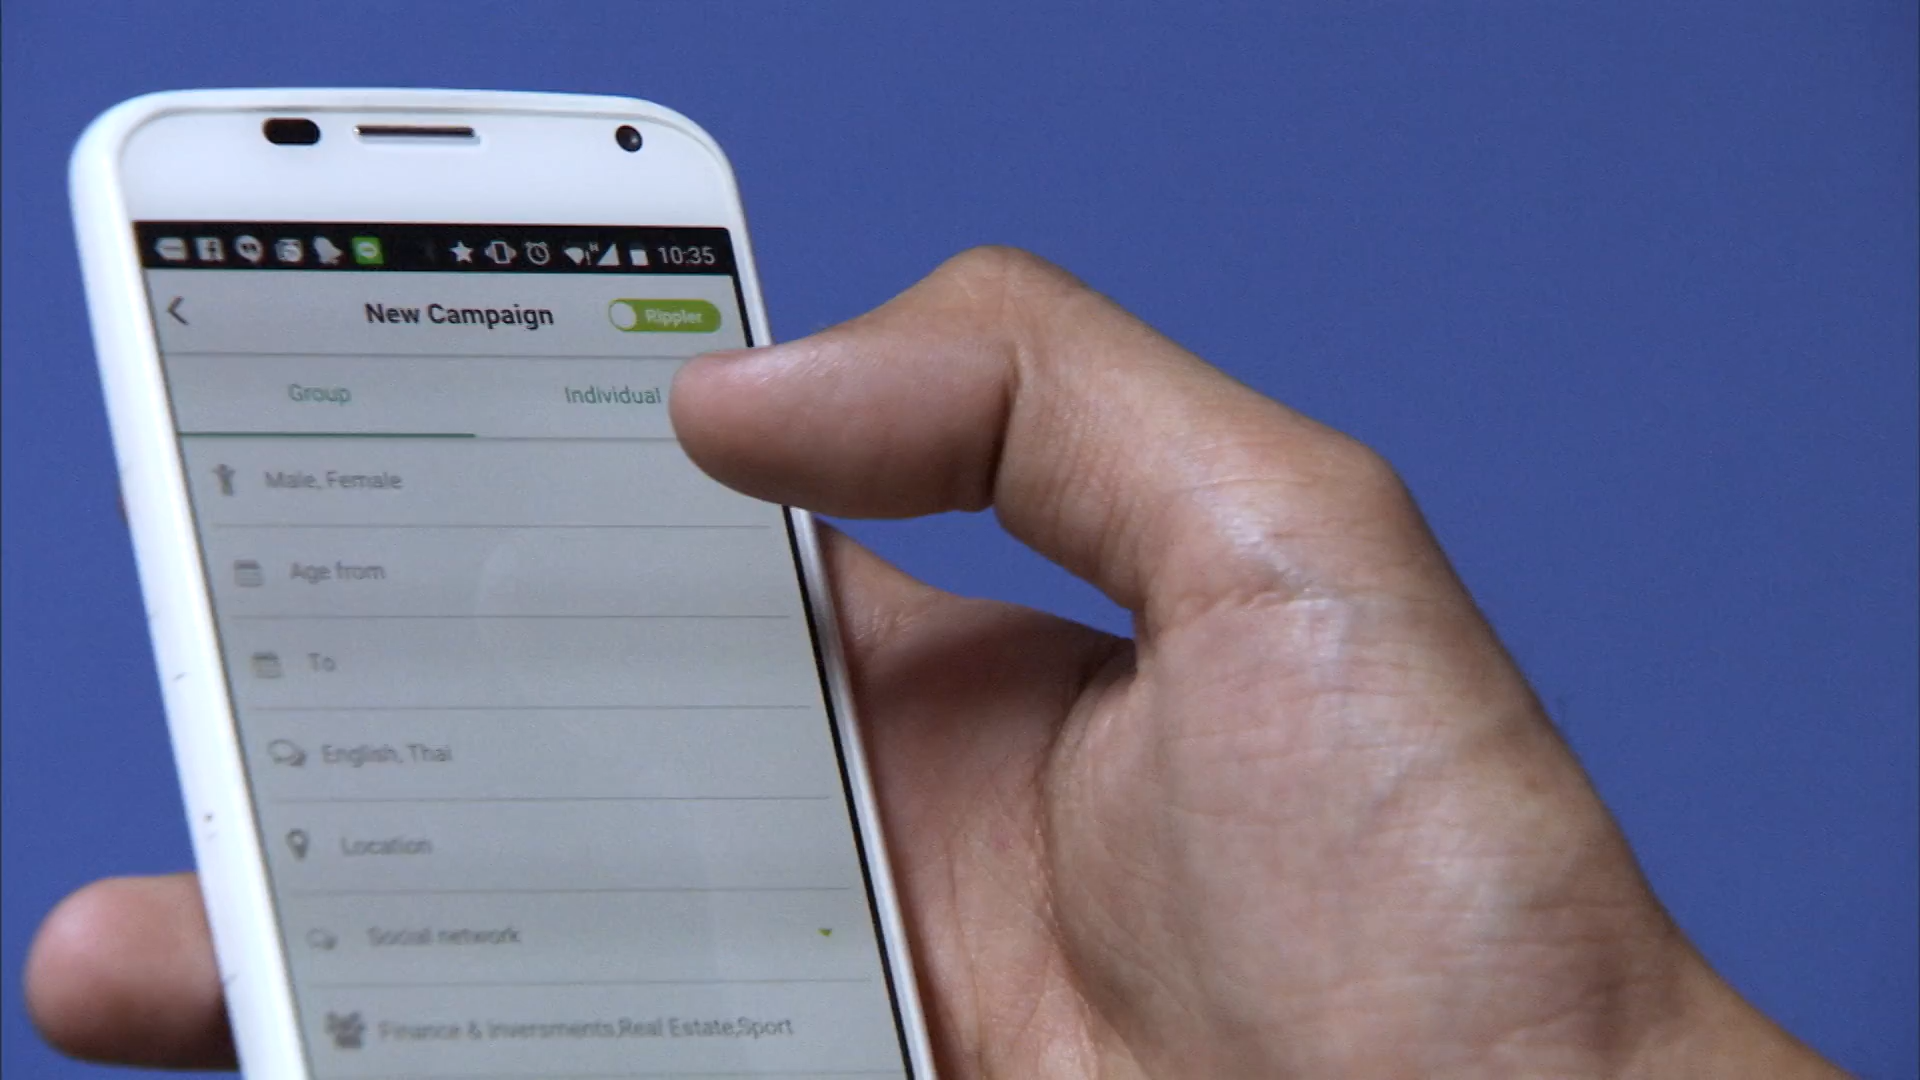 10:35
New Campaign Rippler
Group Individual
Male, Female
Age from
To
English, Thai
Location
Social network
Finance & Inversments,Real Estate,Sport